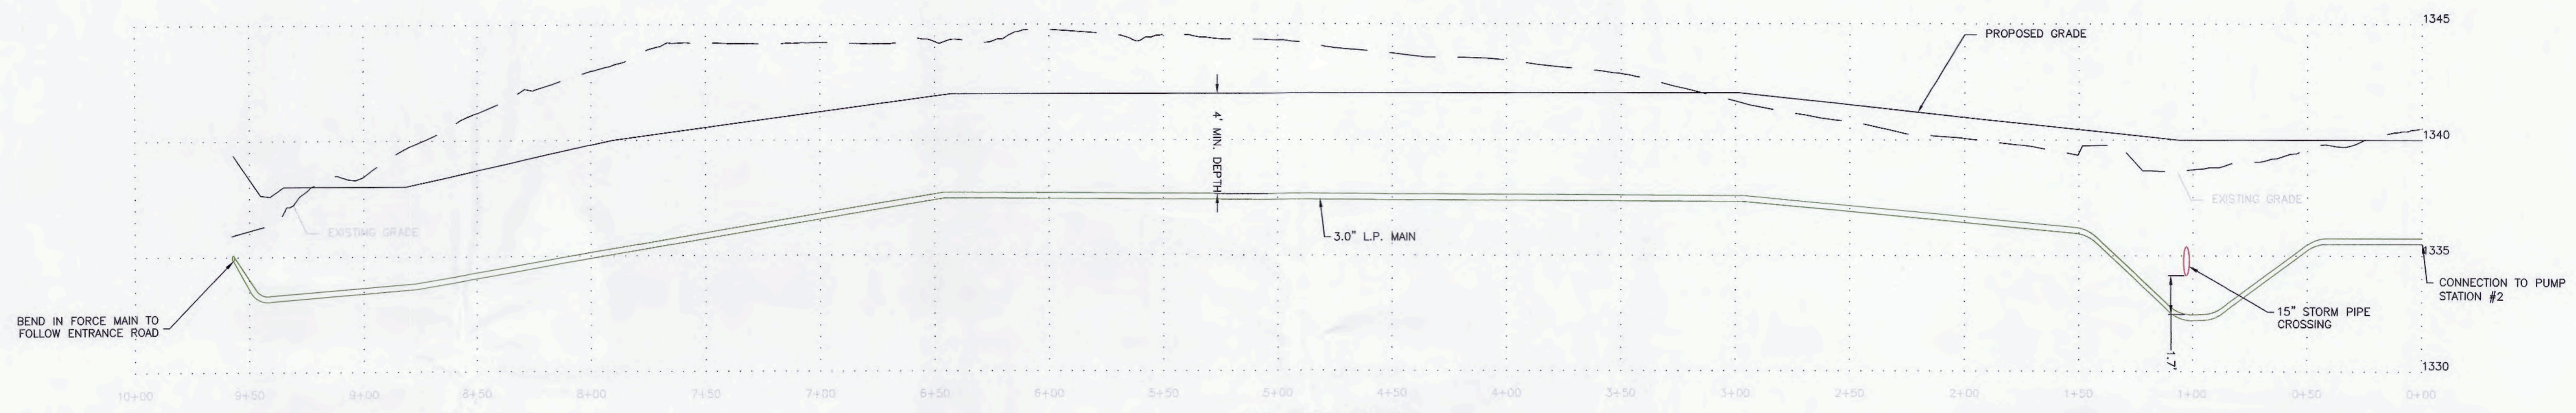 1345
PROPOSED GRADE
4' MIN. DEPTH
1340
EXISTING GRADE
EXISTING GRADE
3.0" L.P. MAIN
1335
CONNECTION TO PUMP
STATION #2
15" STORM PIPE
CROSSING
BEND IN FORCE MAIN TO
FOLLOW ENTRANCE ROAD
1.7'
1330
10+00 9+50 9+00 8+50 8+00 7+50 7+00 6+50 6+00 5+50 5+00 4+50 4+00 3+50 3+00 2+50 2+00 1+50 1+00 0+50 0+00